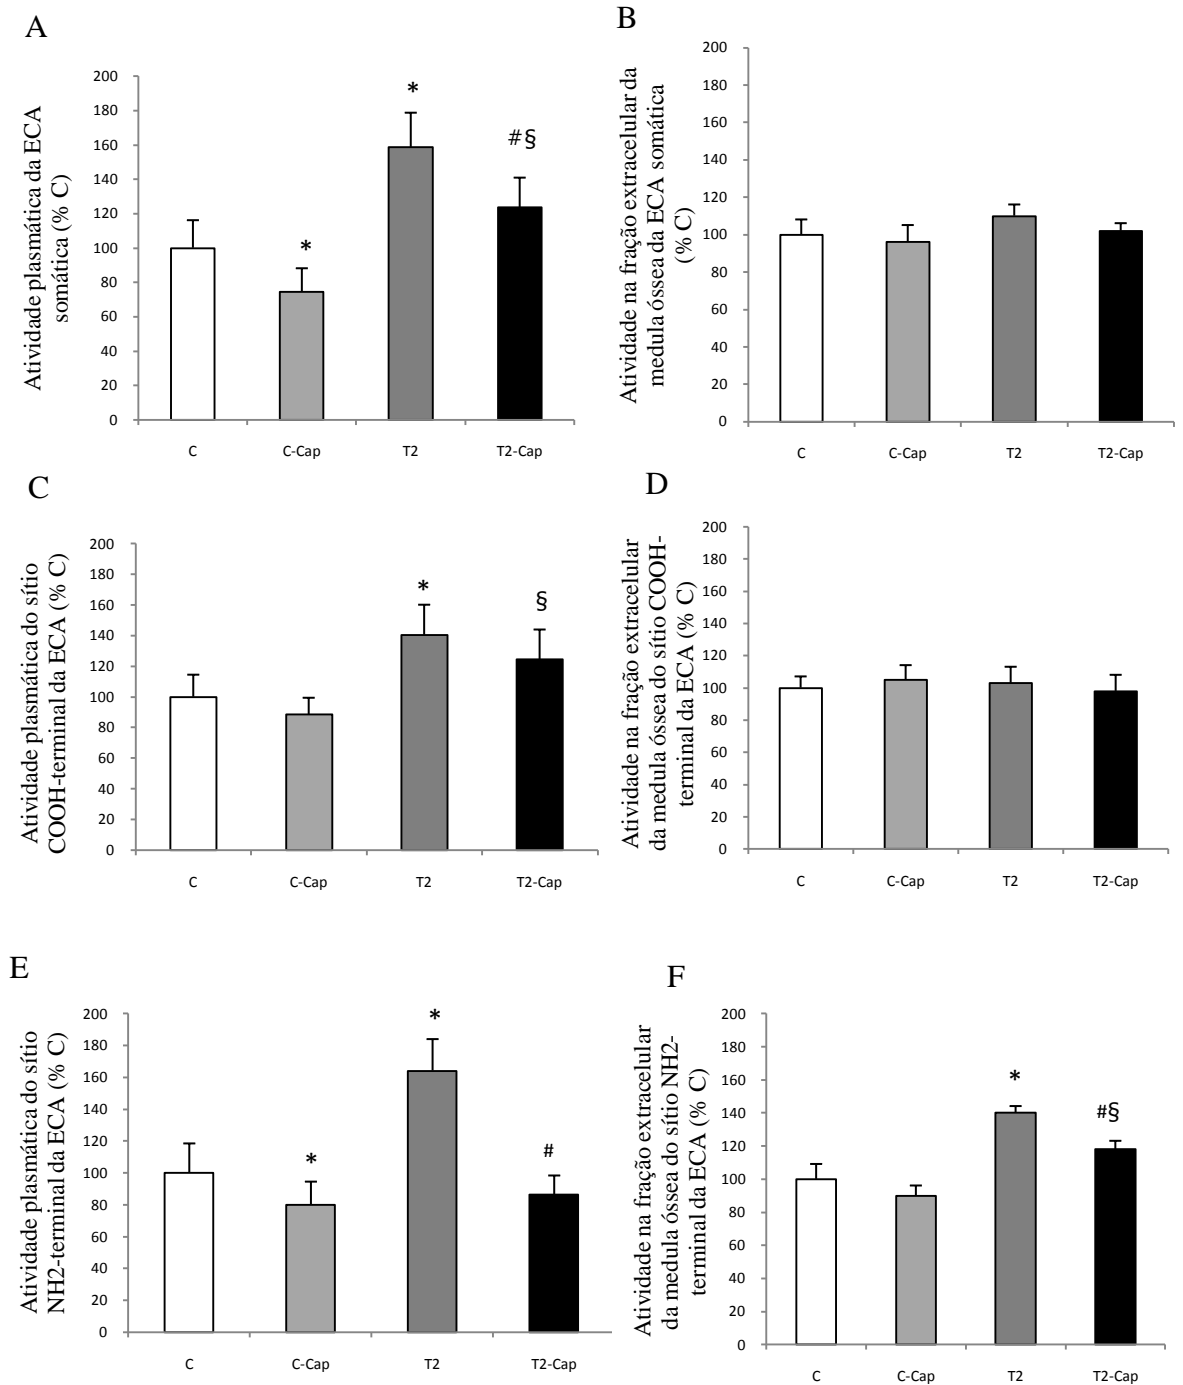 A
Atividade plasmática da ECA
somática (% C)
200
180
160
140
120
100
80
60
40
20
0
*
*
#§
C
C-Cap
T2
T2-Cap
B
Atividade na fração extracelular da
medula óssea da ECA somática
(% C)
200
180
160
140
120
100
80
60
40
20
0
C
C-Cap
T2
T2-Cap
C
Atividade plasmática do sítio
COOH-terminal da ECA (% C)
200
180
160
140
120
100
80
60
40
20
0
*
§
C
C-Cap
T2
T2-Cap
D
Atividade na fração extracelular
da medula óssea do sítio COOH-
terminal da ECA (% C)
200
180
160
140
120
100
80
60
40
20
0
C
C-Cap
T2
T2-Cap
E
Atividade plasmática do sítio
NH2-terminal da ECA (% C)
200
180
160
140
120
100
80
60
40
20
0
*
*
#
C
C-Cap
T2
T2-Cap
F
Atividade na fração extracelular
da medula óssea do sítio NH2-
terminal da ECA (% C)
200
180
160
140
120
100
80
60
40
20
0
*
#§
C
C-Cap
T2
T2-Cap